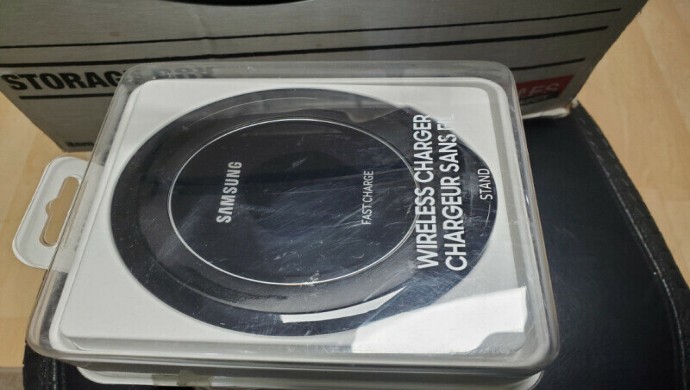 STORAGE
SAMSUNG
FAST CHARGE
WIRELESS CHARGER
CHARGEUR SANS FIL
STAND